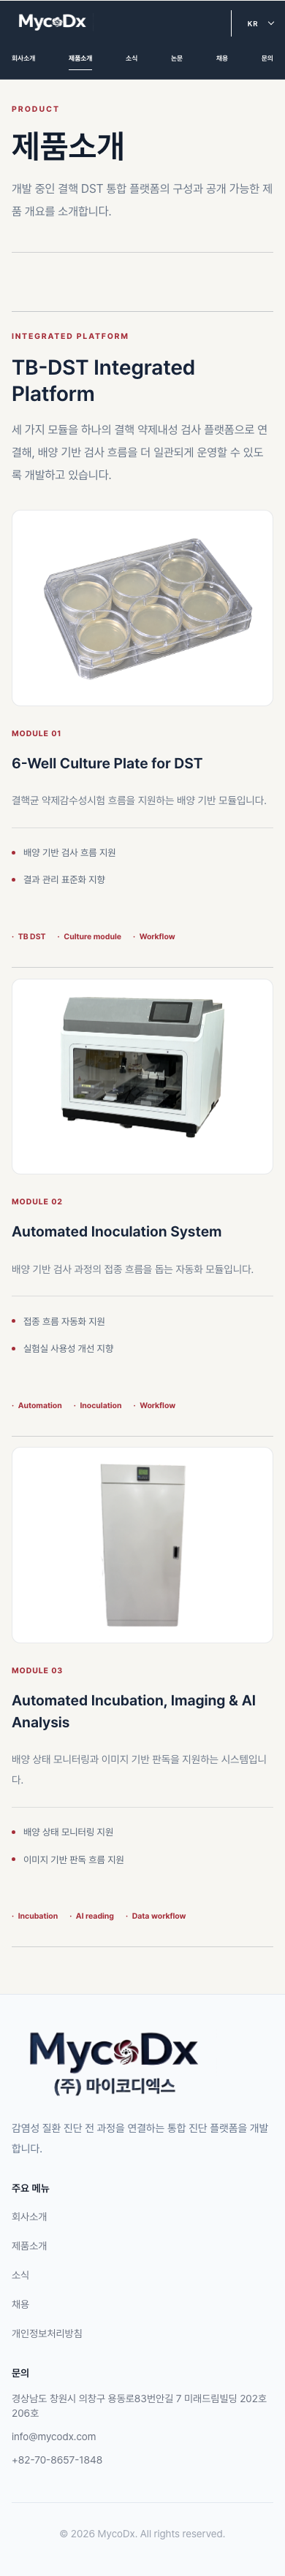 MycoDx
KR
회사소개 제품소개 소식 논문 채용 문의
PRODUCT
제품소개
개발 중인 결핵 DST 통합 플랫폼의 구성과 공개 가능한 제
품 개요를 소개합니다.
INTEGRATED PLATFORM
TB-DST Integrated
Platform
세 가지 모듈을 하나의 결핵 약제내성 검사 플랫폼으로 연
결해, 배양 기반 검사 흐름을 더 일관되게 운영할 수 있도
록 개발하고 있습니다.
MODULE 01
6-Well Culture Plate for DST
결핵균 약제감수성시험 흐름을 지원하는 배양 기반 모듈입니다.
배양 기반 검사 흐름 지원
결과 관리 표준화 지향
· TB DST · Culture module · Workflow
MODULE 02
Automated Inoculation System
배양 기반 검사 과정의 접종 흐름을 돕는 자동화 모듈입니다.
접종 흐름 자동화 지원
실험실 사용성 개선 지향
· Automation · Inoculation · Workflow
MODULE 03
Automated Incubation, Imaging & AI
Analysis
배양 상태 모니터링과 이미지 기반 판독을 지원하는 시스템입니
다.
배양 상태 모니터링 지원
이미지 기반 판독 흐름 지원
· Incubation · AI reading · Data workflow
MycoDx
(주) 마이코디엑스
감염성 질환 진단 전 과정을 연결하는 통합 진단 플랫폼을 개발
합니다.
주요 메뉴
회사소개
제품소개
소식
채용
개인정보처리방침
문의
경상남도 창원시 의창구 용동로83번안길 7 미래드림빌딩 202호
206호
info@mycodx.com
+82-70-8657-1848
© 2026 MycoDx. All rights reserved.